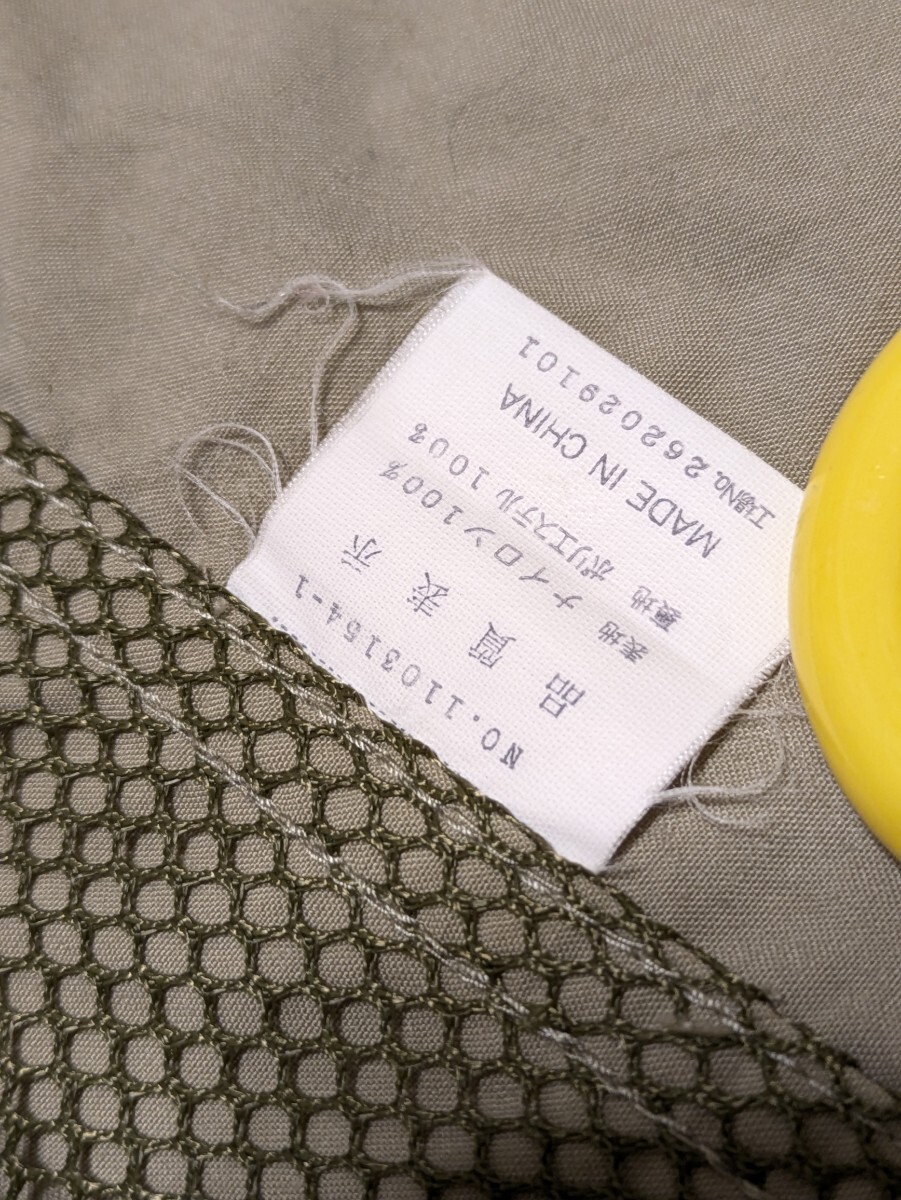 NO.1103154-1
品質表示
表地 ナイロン100%
裏地 ポリエステル100%
MADE IN CHINA
工場No.262029101